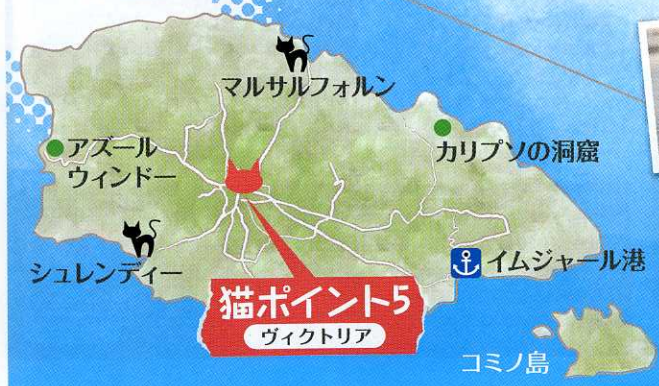 マルサルフォルン
アズール
ウィンドー
カリプソの洞窟
シュレンディー
イムジャール港
猫ポイント5
ヴィクトリア
コミノ島